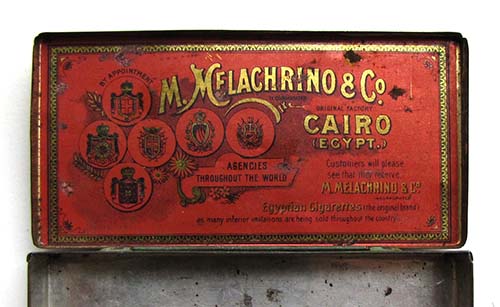 BY APPOINTMENT
M. MELACHRINO & CO.
ORIGINAL FACTORY
CAIRO
(EGYPT.)
AGENCIES
THROUGHOUT THE WORLD
Customers will please
see that they receive
M. MELACHRINO & CO
Egyptian Cigarettes (the original brand)
as many inferior imitations are being sold throughout the country.